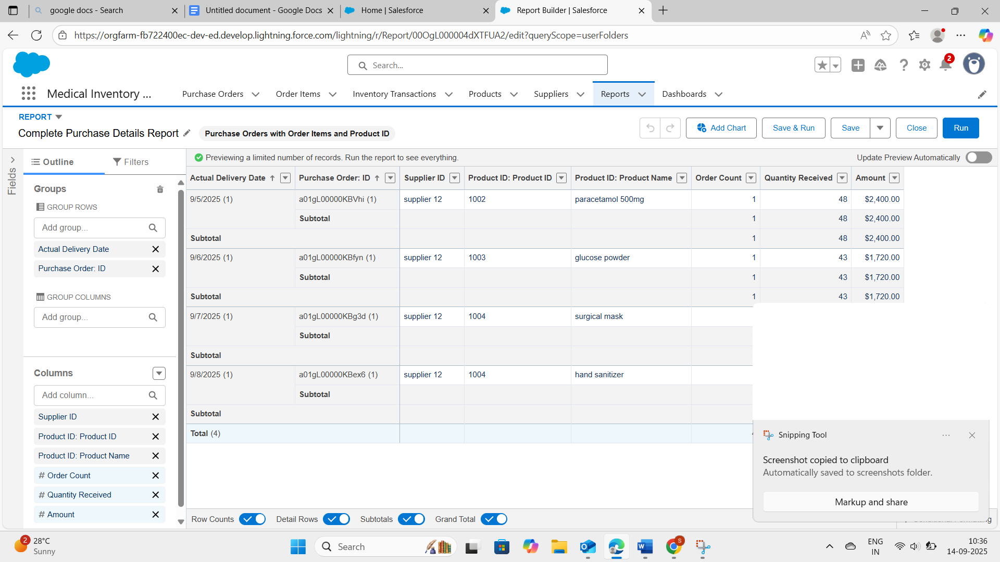 google docs - Search
Untitled document - Google Docs
Home | Salesforce
Report Builder | Salesforce
https://orgfarm-fb722400ec-dev-ed.develop.lightning.force.com/lightning/r/Report/00OgL000004dXTFUA2/edit?queryScope=userFolders
Search...
2
Medical Inventory ...
Purchase Orders
Order Items
Inventory Transactions
Products
Suppliers
Reports
Dashboards
REPORT
Complete Purchase Details Report
Purchase Orders with Order Items and Product ID
Add Chart
Save & Run
Save
Close
Run
Fields
Outline
Filters
Previewing a limited number of records. Run the report to see everything.
Update Preview Automatically
Groups
GROUP ROWS
Add group...
Actual Delivery Date
Purchase Order: ID
GROUP COLUMNS
Add group...
Columns
Add column...
Supplier ID
Product ID: Product ID
Product ID: Product Name
# Order Count
# Quantity Received
# Amount
Actual Delivery Date Purchase Order: ID Supplier ID Product ID: Product ID Product ID: Product Name Order Count Quantity Received Amount
9/5/2025 (1) a01gL00000KBVhi (1) supplier 12 1002 paracetamol 500mg 1 48 $2,400.00
Subtotal 1 48 $2,400.00
Subtotal 1 48 $2,400.00
9/6/2025 (1) a01gL00000KBfyn (1) supplier 12 1003 glucose powder 1 43 $1,720.00
Subtotal 1 43 $1,720.00
Subtotal 1 43 $1,720.00
9/7/2025 (1) a01gL00000KBg3d (1) supplier 12 1004 surgical mask
Subtotal
Subtotal
9/8/2025 (1) a01gL00000KBex6 (1) supplier 12 1004 hand sanitizer
Subtotal
Subtotal
Total (4)
Row Counts
Detail Rows
Subtotals
Grand Total
Snipping Tool
Screenshot copied to clipboard
Automatically saved to screenshots folder.
Markup and share
2
28°C
Sunny
Search
S
ENG
IN
10:36
14-09-2025